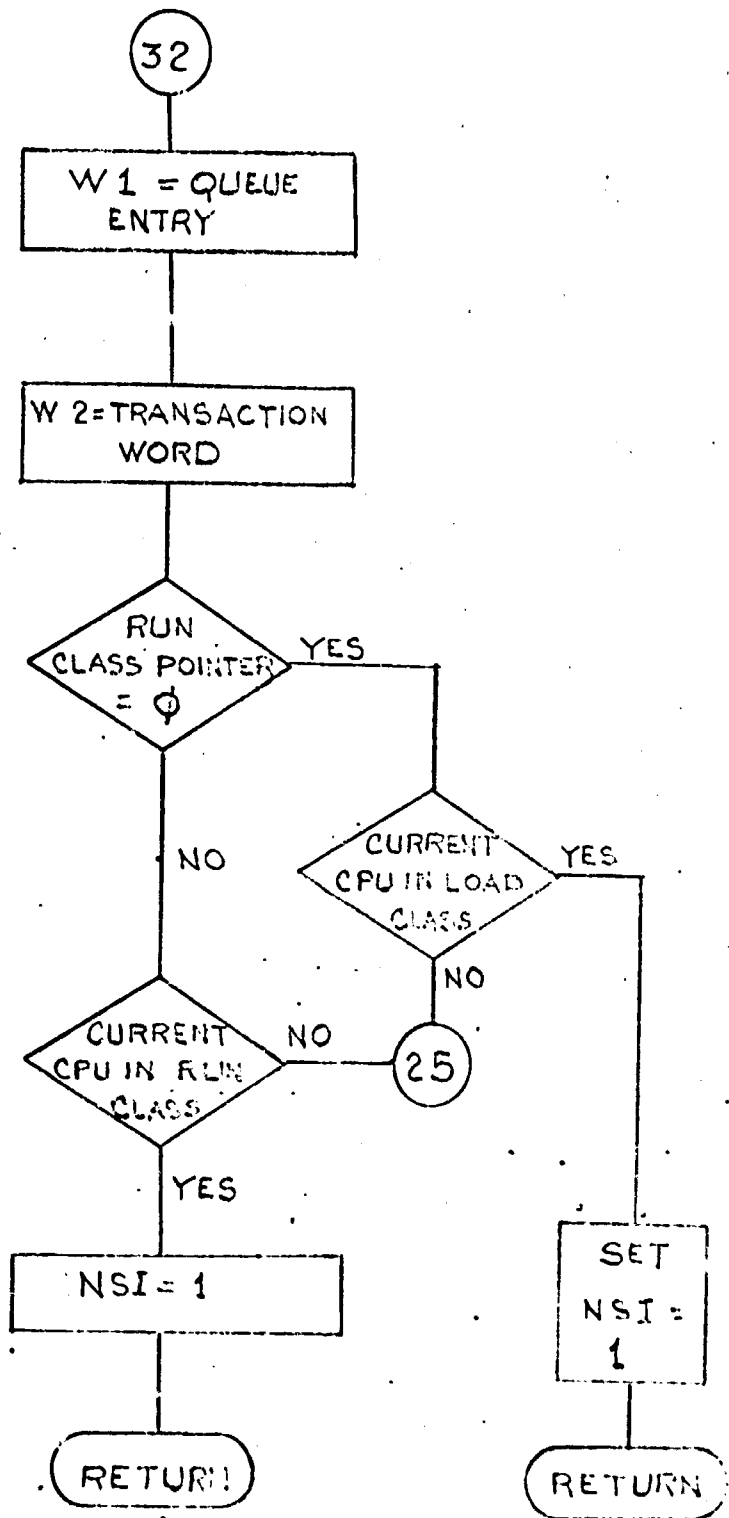 32
W 1 = QUEUE
ENTRY
W 2 = TRANSACTION
WORD
RUN
CLASS POINTER
= φ
YES
NO
CURRENT
CPU IN LOAD
CLASS
YES
NO
CURRENT
CPU IN RUN
CLASS
NO
25
YES
NSI = 1
SET
NSI =
1
RETURN
RETURN